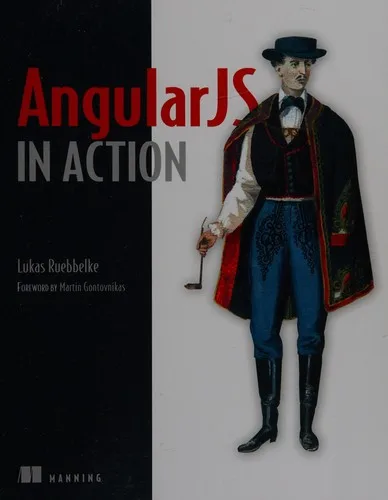 AngularJS
IN ACTION
Lukas Ruebbelke
FOREWORD BY Martin Gontovnikas
MANNING